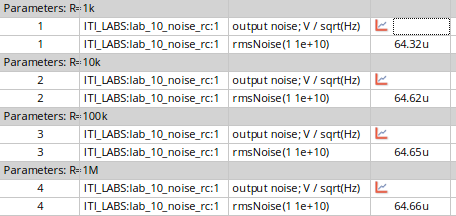 Parameters: R=1k
1 ITI_LABS:lab_10_noise_rc:1 output noise; V / sqrt(Hz)
1 ITI_LABS:lab_10_noise_rc:1 rmsNoise(1 1e+10) 64.32u
Parameters: R=10k
2 ITI_LABS:lab_10_noise_rc:1 output noise; V / sqrt(Hz)
2 ITI_LABS:lab_10_noise_rc:1 rmsNoise(1 1e+10) 64.62u
Parameters: R=100k
3 ITI_LABS:lab_10_noise_rc:1 output noise; V / sqrt(Hz)
3 ITI_LABS:lab_10_noise_rc:1 rmsNoise(1 1e+10) 64.65u
Parameters: R=1M
4 ITI_LABS:lab_10_noise_rc:1 output noise; V / sqrt(Hz)
4 ITI_LABS:lab_10_noise_rc:1 rmsNoise(1 1e+10) 64.66u